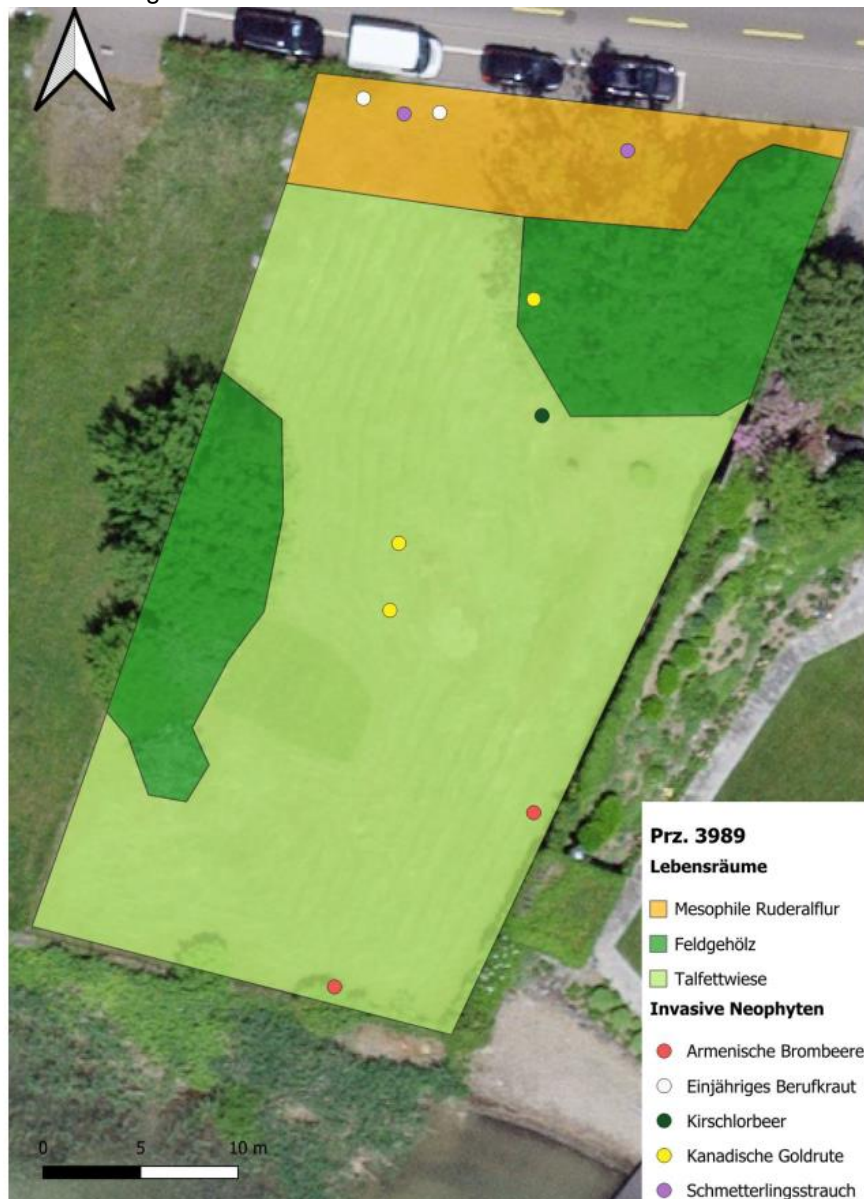 0 5 10 m
Prz. 3989
Lebensräume
Mesophile Ruderalflur
Feldgehölz
Talfettwiese
Invasive Neophyten
Armenische Brombeere
Einjähriges Berufkraut
Kirschlorbeer
Kanadische Goldrute
Schmetterlingsstrauch